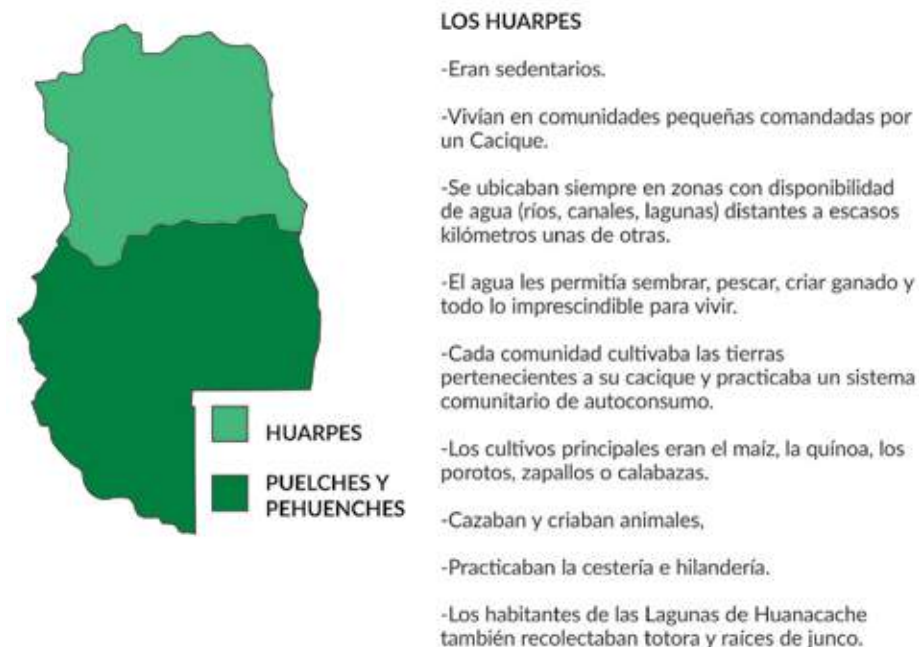 HUARPES
PUELCHES Y
PEHUENCHES
LOS HUARPES
-Eran sedentarios.
-Vivían en comunidades pequeñas comandadas por
un Cacique.
-Se ubicaban siempre en zonas con disponibilidad
de agua (ríos, canales, lagunas) distantes a escasos
kilómetros unas de otras.
-El agua les permitía sembrar, pescar, criar ganado y
todo lo imprescindible para vivir.
-Cada comunidad cultivaba las tierras
pertenecientes a su cacique y practicaba un sistema
comunitario de autoconsumo.
-Los cultivos principales eran el maíz, la quínoa, los
porotos, zapallos o calabazas.
-Cazaban y criaban animales,
-Practicaban la cestería e hilandería.
-Los habitantes de las Lagunas de Huanacache
también recolectaban totora y raíces de junco.